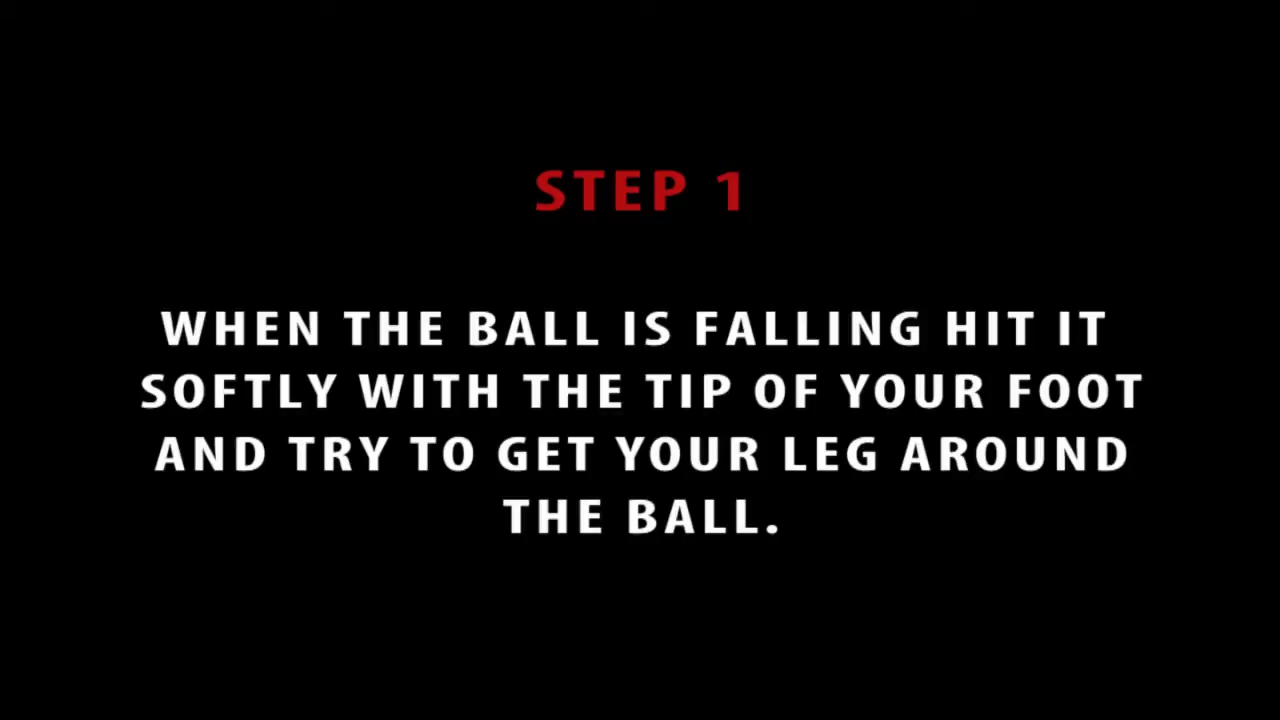 STEP 1
WHEN THE BALL IS FALLING HIT IT
SOFTLY WITH THE TIP OF YOUR FOOT
AND TRY TO GET YOUR LEG AROUND
THE BALL.